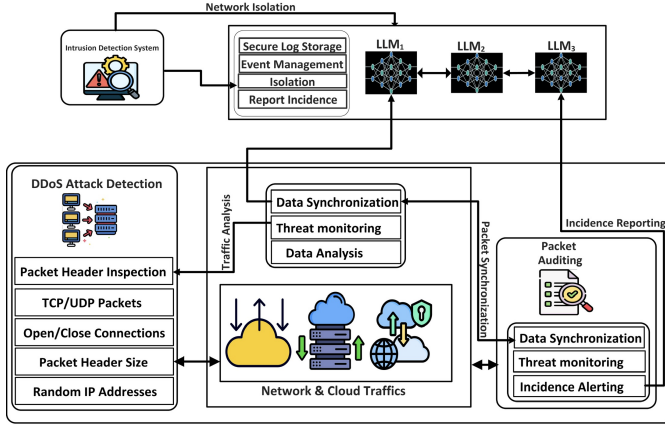 Network Isolation
Intrusion Detection System
Secure Log Storage
Event Management
Isolation
Report Incidence
LLM₁
LLM₂
LLM₃
DDoS Attack Detection
Packet Header Inspection
TCP/UDP Packets
Open/Close Connections
Packet Header Size
Random IP Addresses
Traffic Analysis
Data Synchronization
Threat monitoring
Data Analysis
Network & Cloud Traffics
Packet Synchronization
Incidence Reporting
Packet
Auditing
Data Synchronization
Threat monitoring
Incidence Alerting